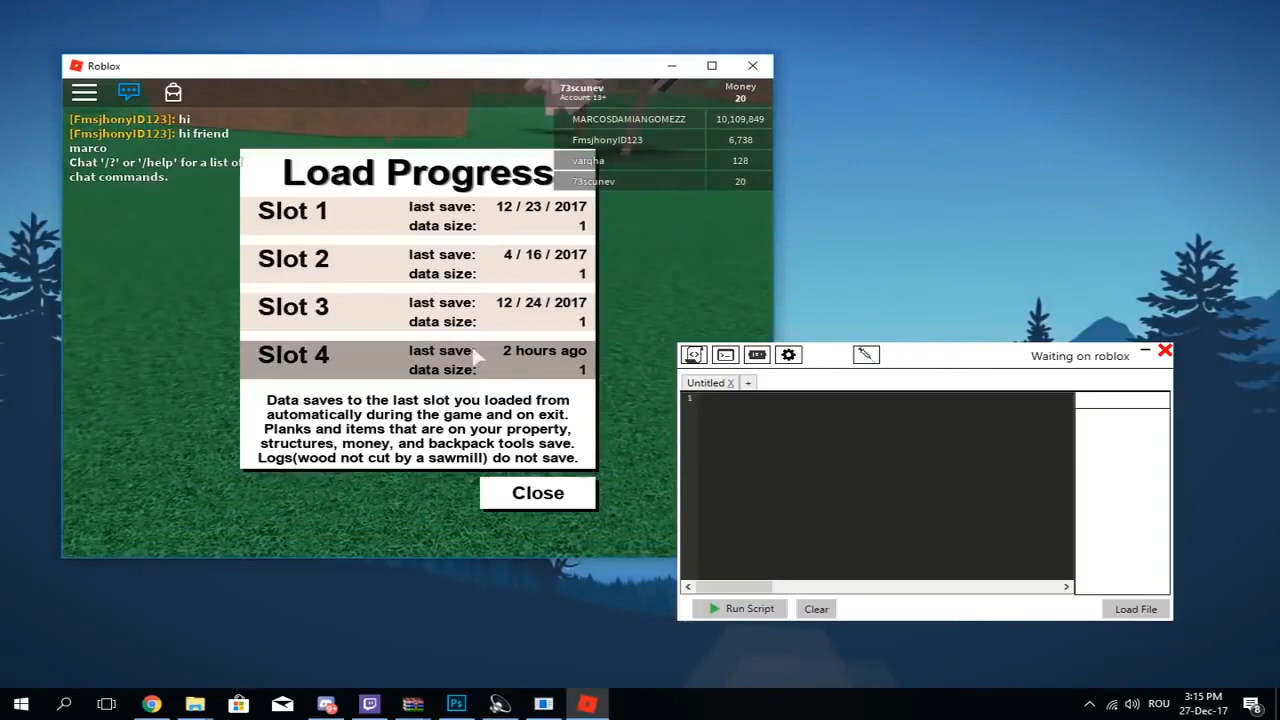 Roblox
73scunev
Account: 13+
Money
20
MARCOSDAMIANGOMEZZ 10,109,849
FmsjhonyID123 6,738
vargha 128
73scunev 20
[FmsjhonyID123]: hi
[FmsjhonyID123]: hi friend
marco
Chat '/?' or '/help' for a list of
chat commands.
Load Progress
Slot 1 last save: 12 / 23 / 2017
data size: 1
Slot 2 last save: 4 / 16 / 2017
data size: 1
Slot 3 last save: 12 / 24 / 2017
data size: 1
Slot 4 last save: 2 hours ago
data size: 1
Data saves to the last slot you loaded from
automatically during the game and on exit.
Planks and items that are on your property,
structures, money, and backpack tools save.
Logs(wood not cut by a sawmill) do not save.
Close
Waiting on roblox
Untitled X +
1
Run Script Clear Load File
Ps
ROU
3:15 PM
27-Dec-17
8